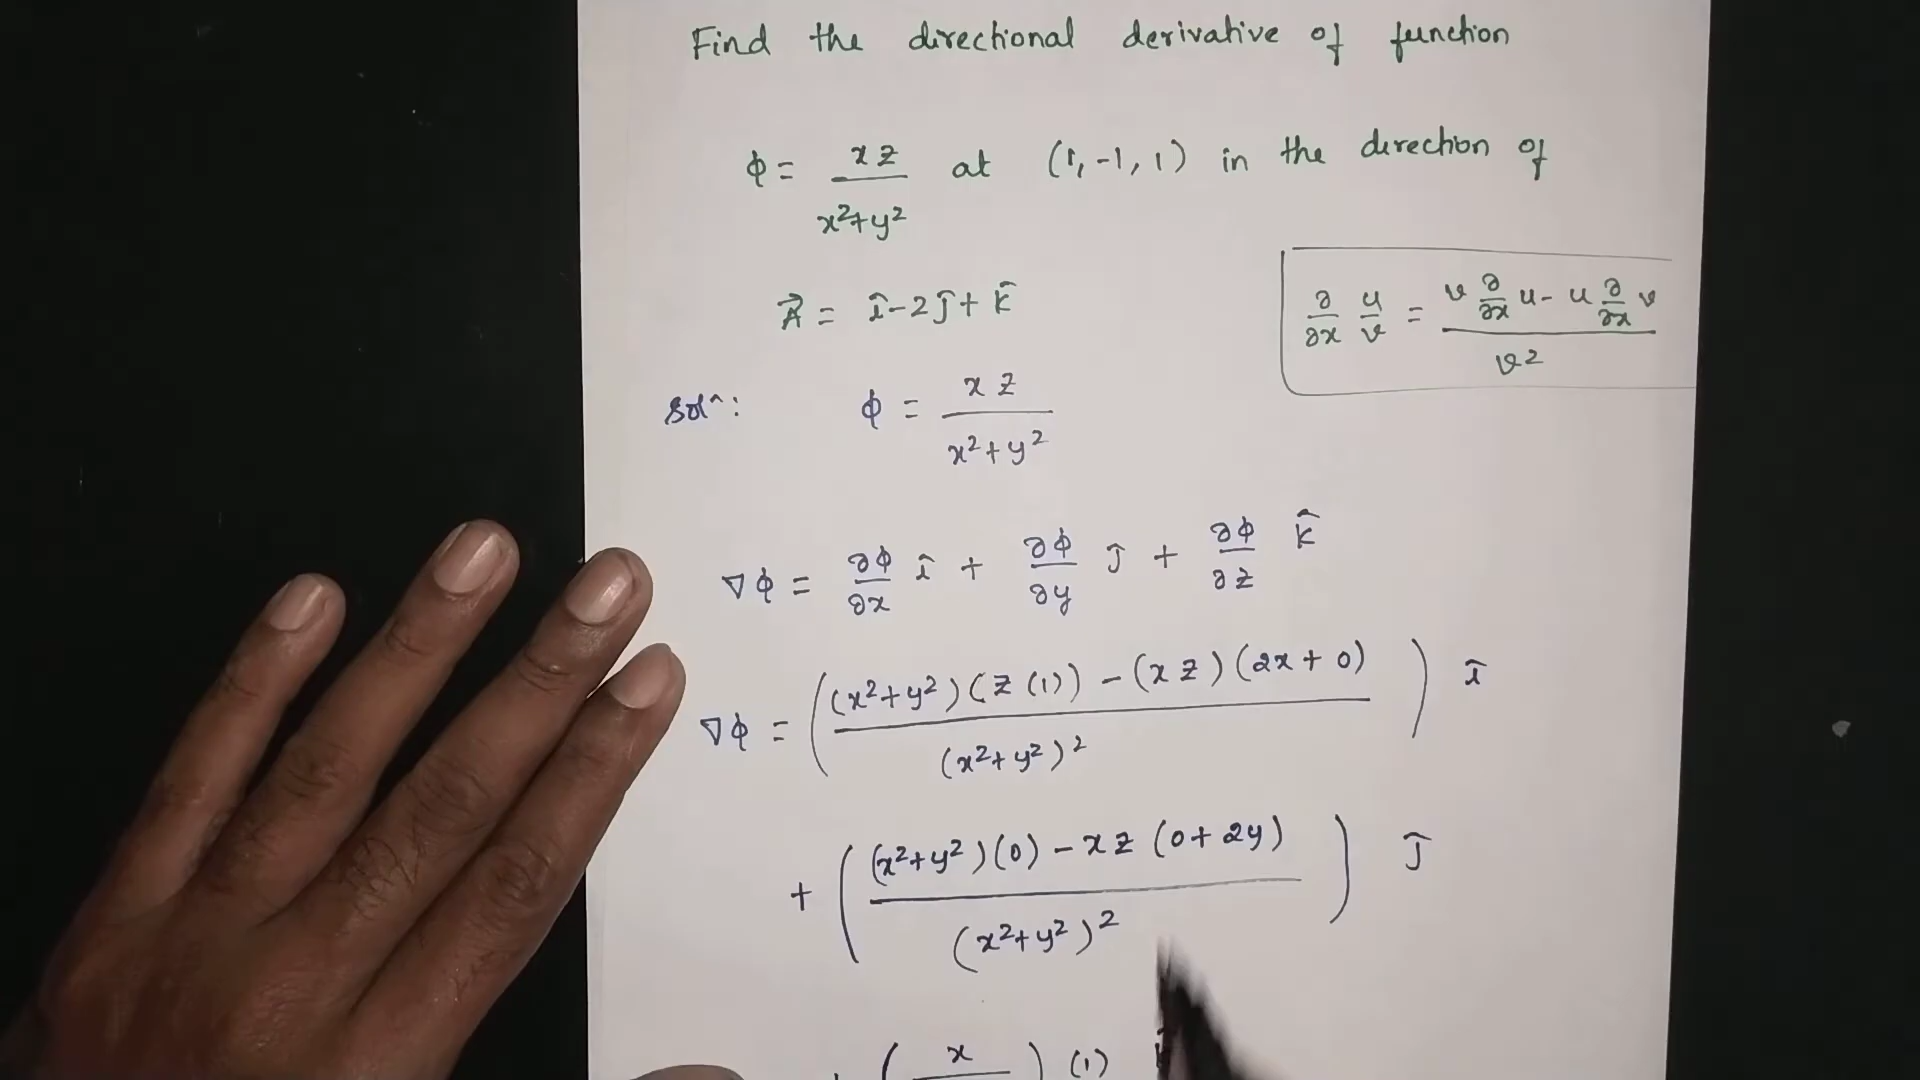 Find the directional derivative of function
φ = xz / x²+y² at (1, -1, 1) in the direction of
A⃗ = î-2ĵ+k̂
∂/∂x u/v = v ∂/∂x u - u ∂/∂x v / v²
solⁿ: φ = xz / x²+y²
∇φ = ∂φ/∂x î + ∂φ/∂y ĵ + ∂φ/∂z k̂
∇φ = ( (x²+y²)(z(1)) - (xz)(2x+0) / (x²+y²)² ) î
+ ( (x²+y²)(0) - xz(0+2y) / (x²+y²)² ) ĵ
( x ) (1)